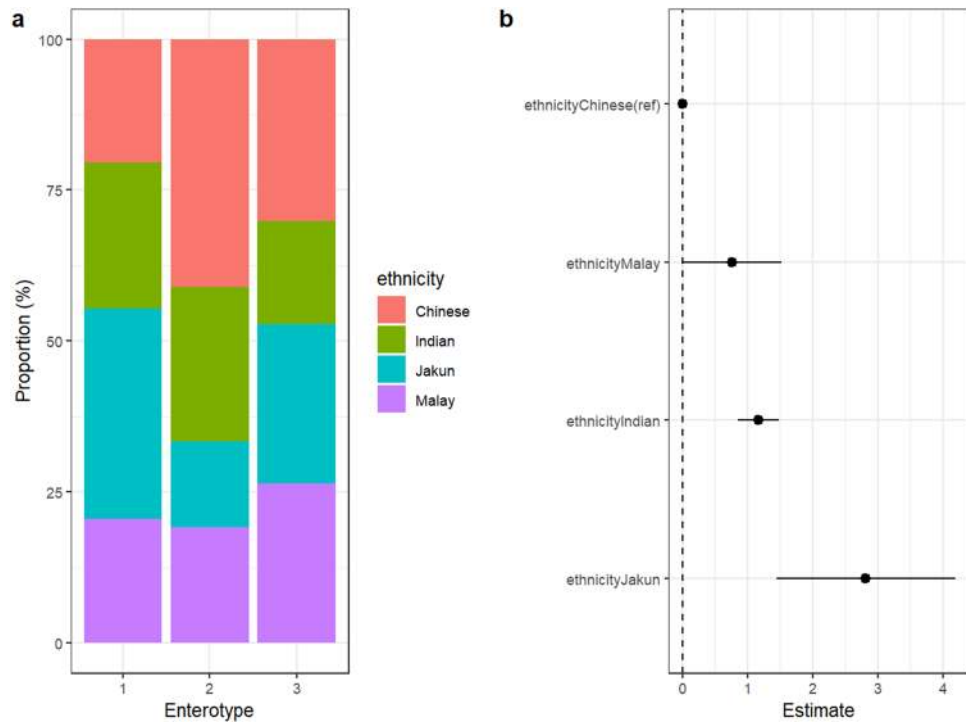 a
100
75
50
25
0
Proportion (%)
1 2 3
Enterotype
ethnicity
Chinese
Indian
Jakun
Malay
b
ethnicityChinese(ref)
ethnicityMalay
ethnicityIndian
ethnicityJakun
0 1 2 3 4
Estimate